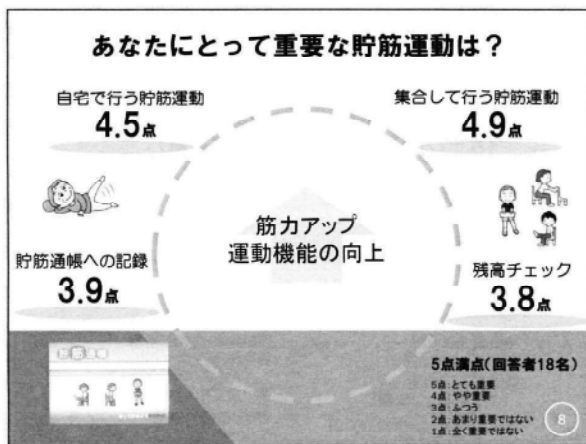 あなたにとって重要な貯筋運動は？
自宅で行う貯筋運動
4.5点
集合して行う貯筋運動
4.9点
筋力アップ
運動機能の向上
貯筋通帳への記録
3.9点
残高チェック
3.8点
貯筋通帳
5点満点(回答者18名)
5点：とても重要
4点：やや重要
3点：ふつう
2点：あまり重要ではない
1点：全く重要ではない
8